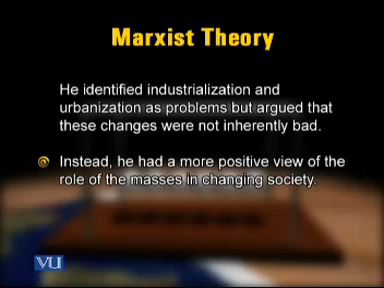 Marxist Theory
He identified industrialization and
urbanization as problems but argued that
these changes were not inherently bad.
Instead, he had a more positive view of the
role of the masses in changing society.
VU